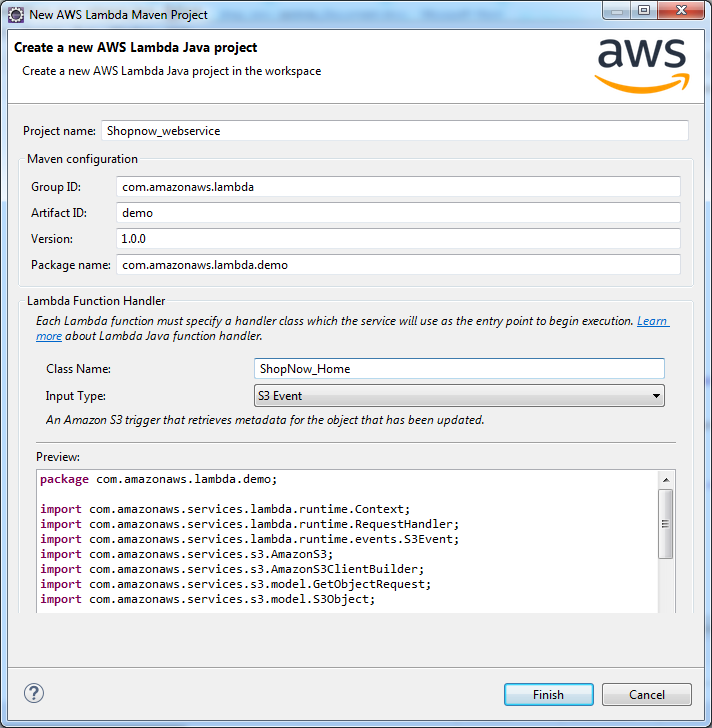 New AWS Lambda Maven Project
Create a new AWS Lambda Java project
Create a new AWS Lambda Java project in the workspace
aws
Project name: Shopnow_webservice
Maven configuration
Group ID: com.amazonaws.lambda
Artifact ID: demo
Version: 1.0.0
Package name: com.amazonaws.lambda.demo
Lambda Function Handler
Each Lambda function must specify a handler class which the service will use as the entry point to begin execution. Learn
more about Lambda Java function handler.
Class Name: ShopNow_Home
Input Type: S3 Event
An Amazon S3 trigger that retrieves metadata for the object that has been updated.
Preview:
package com.amazonaws.lambda.demo;
import com.amazonaws.services.lambda.runtime.Context;
import com.amazonaws.services.lambda.runtime.RequestHandler;
import com.amazonaws.services.lambda.runtime.events.S3Event;
import com.amazonaws.services.s3.AmazonS3;
import com.amazonaws.services.s3.AmazonS3ClientBuilder;
import com.amazonaws.services.s3.model.GetObjectRequest;
import com.amazonaws.services.s3.model.S3Object;
?
Finish
Cancel